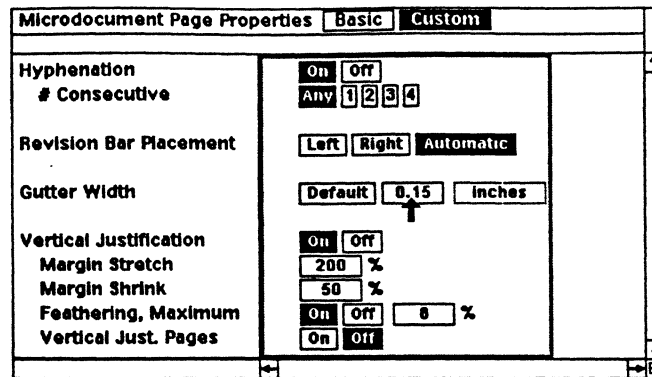 Microdocument Page Properties Basic Custom
Hyphenation On Off
# Consecutive Any 1 2 3 4
Revision Bar Placement Left Right Automatic
Gutter Width Default 0.15 inches
Vertical Justification On Off
Margin Stretch 200 %
Margin Shrink 50 %
Feathering, Maximum On Off 6 %
Vertical Just. Pages On Off